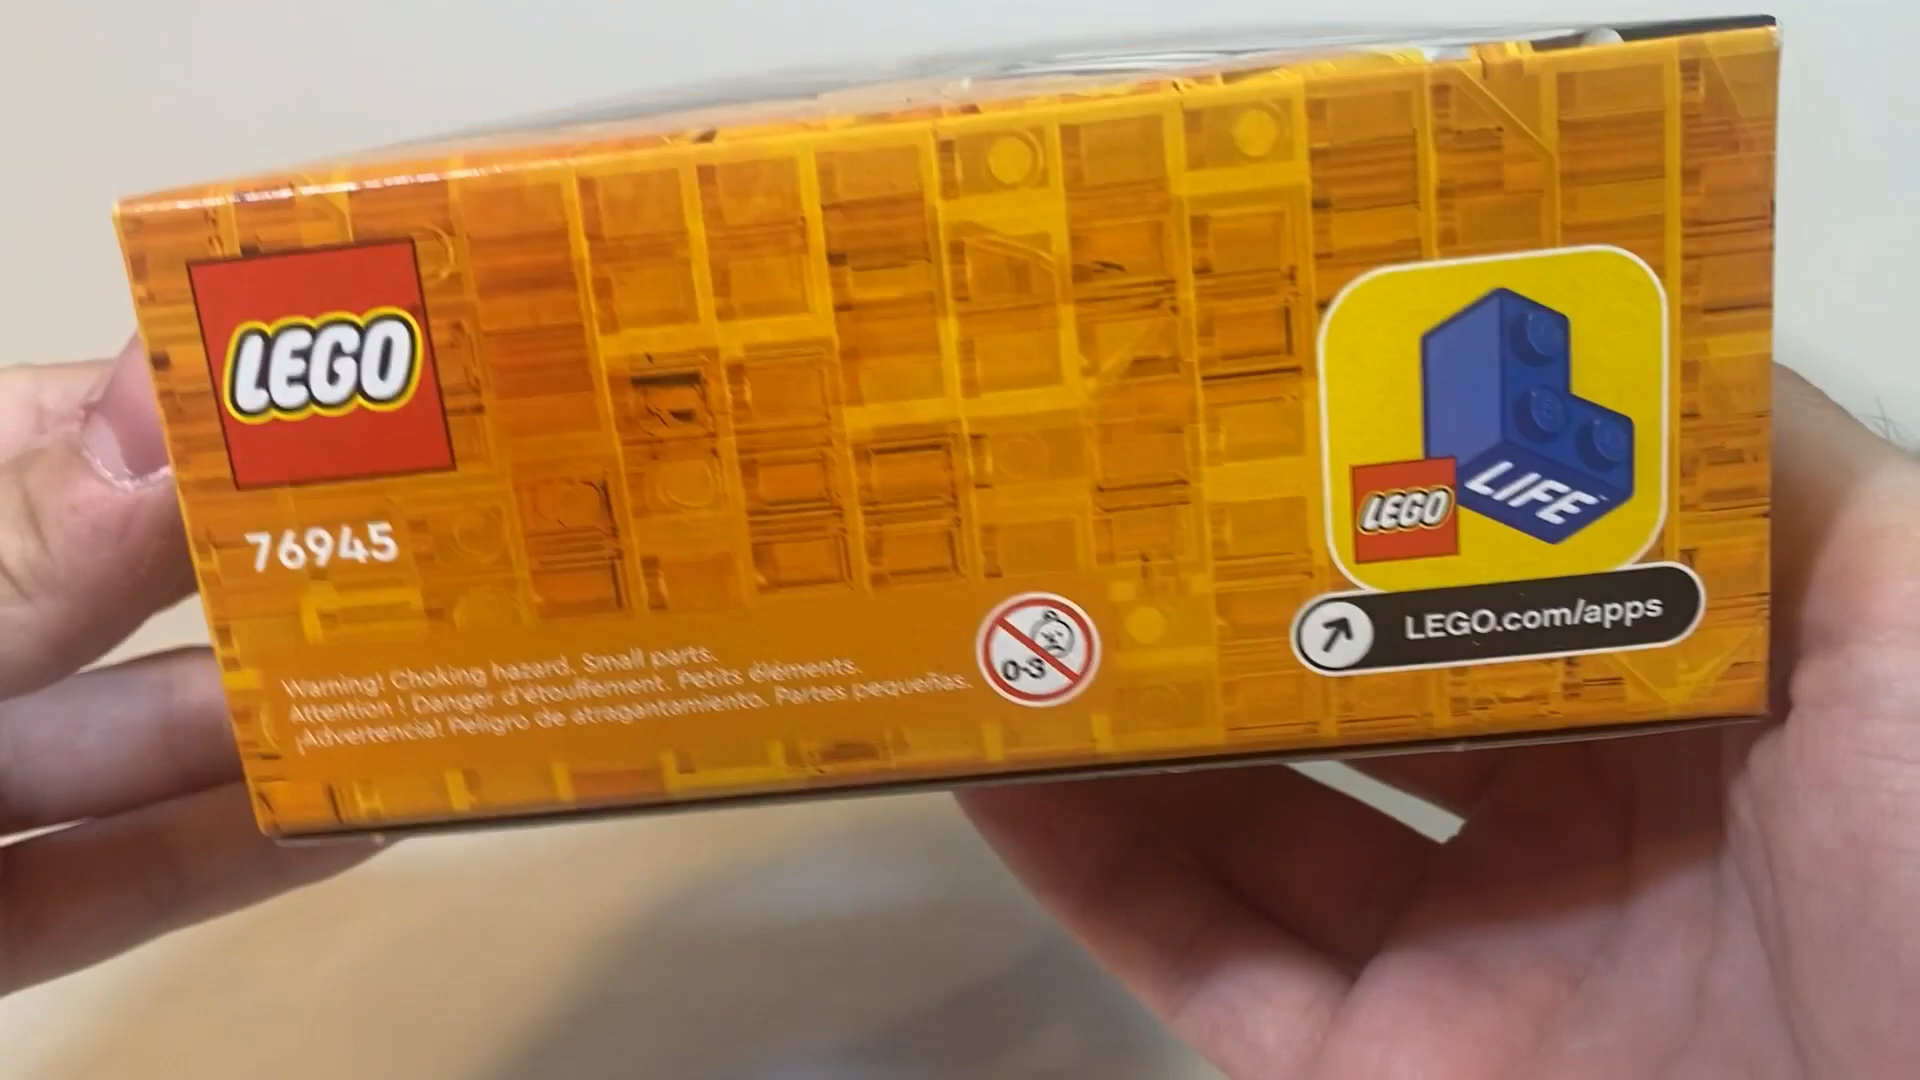 LEGO
76945
Warning! Choking hazard. Small parts.
Attention ! Danger d'étouffement. Petits éléments.
¡Advertencia! Peligro de atragantamiento. Partes pequeñas.
0-3
LEGO
LIFE™
LEGO.com/apps